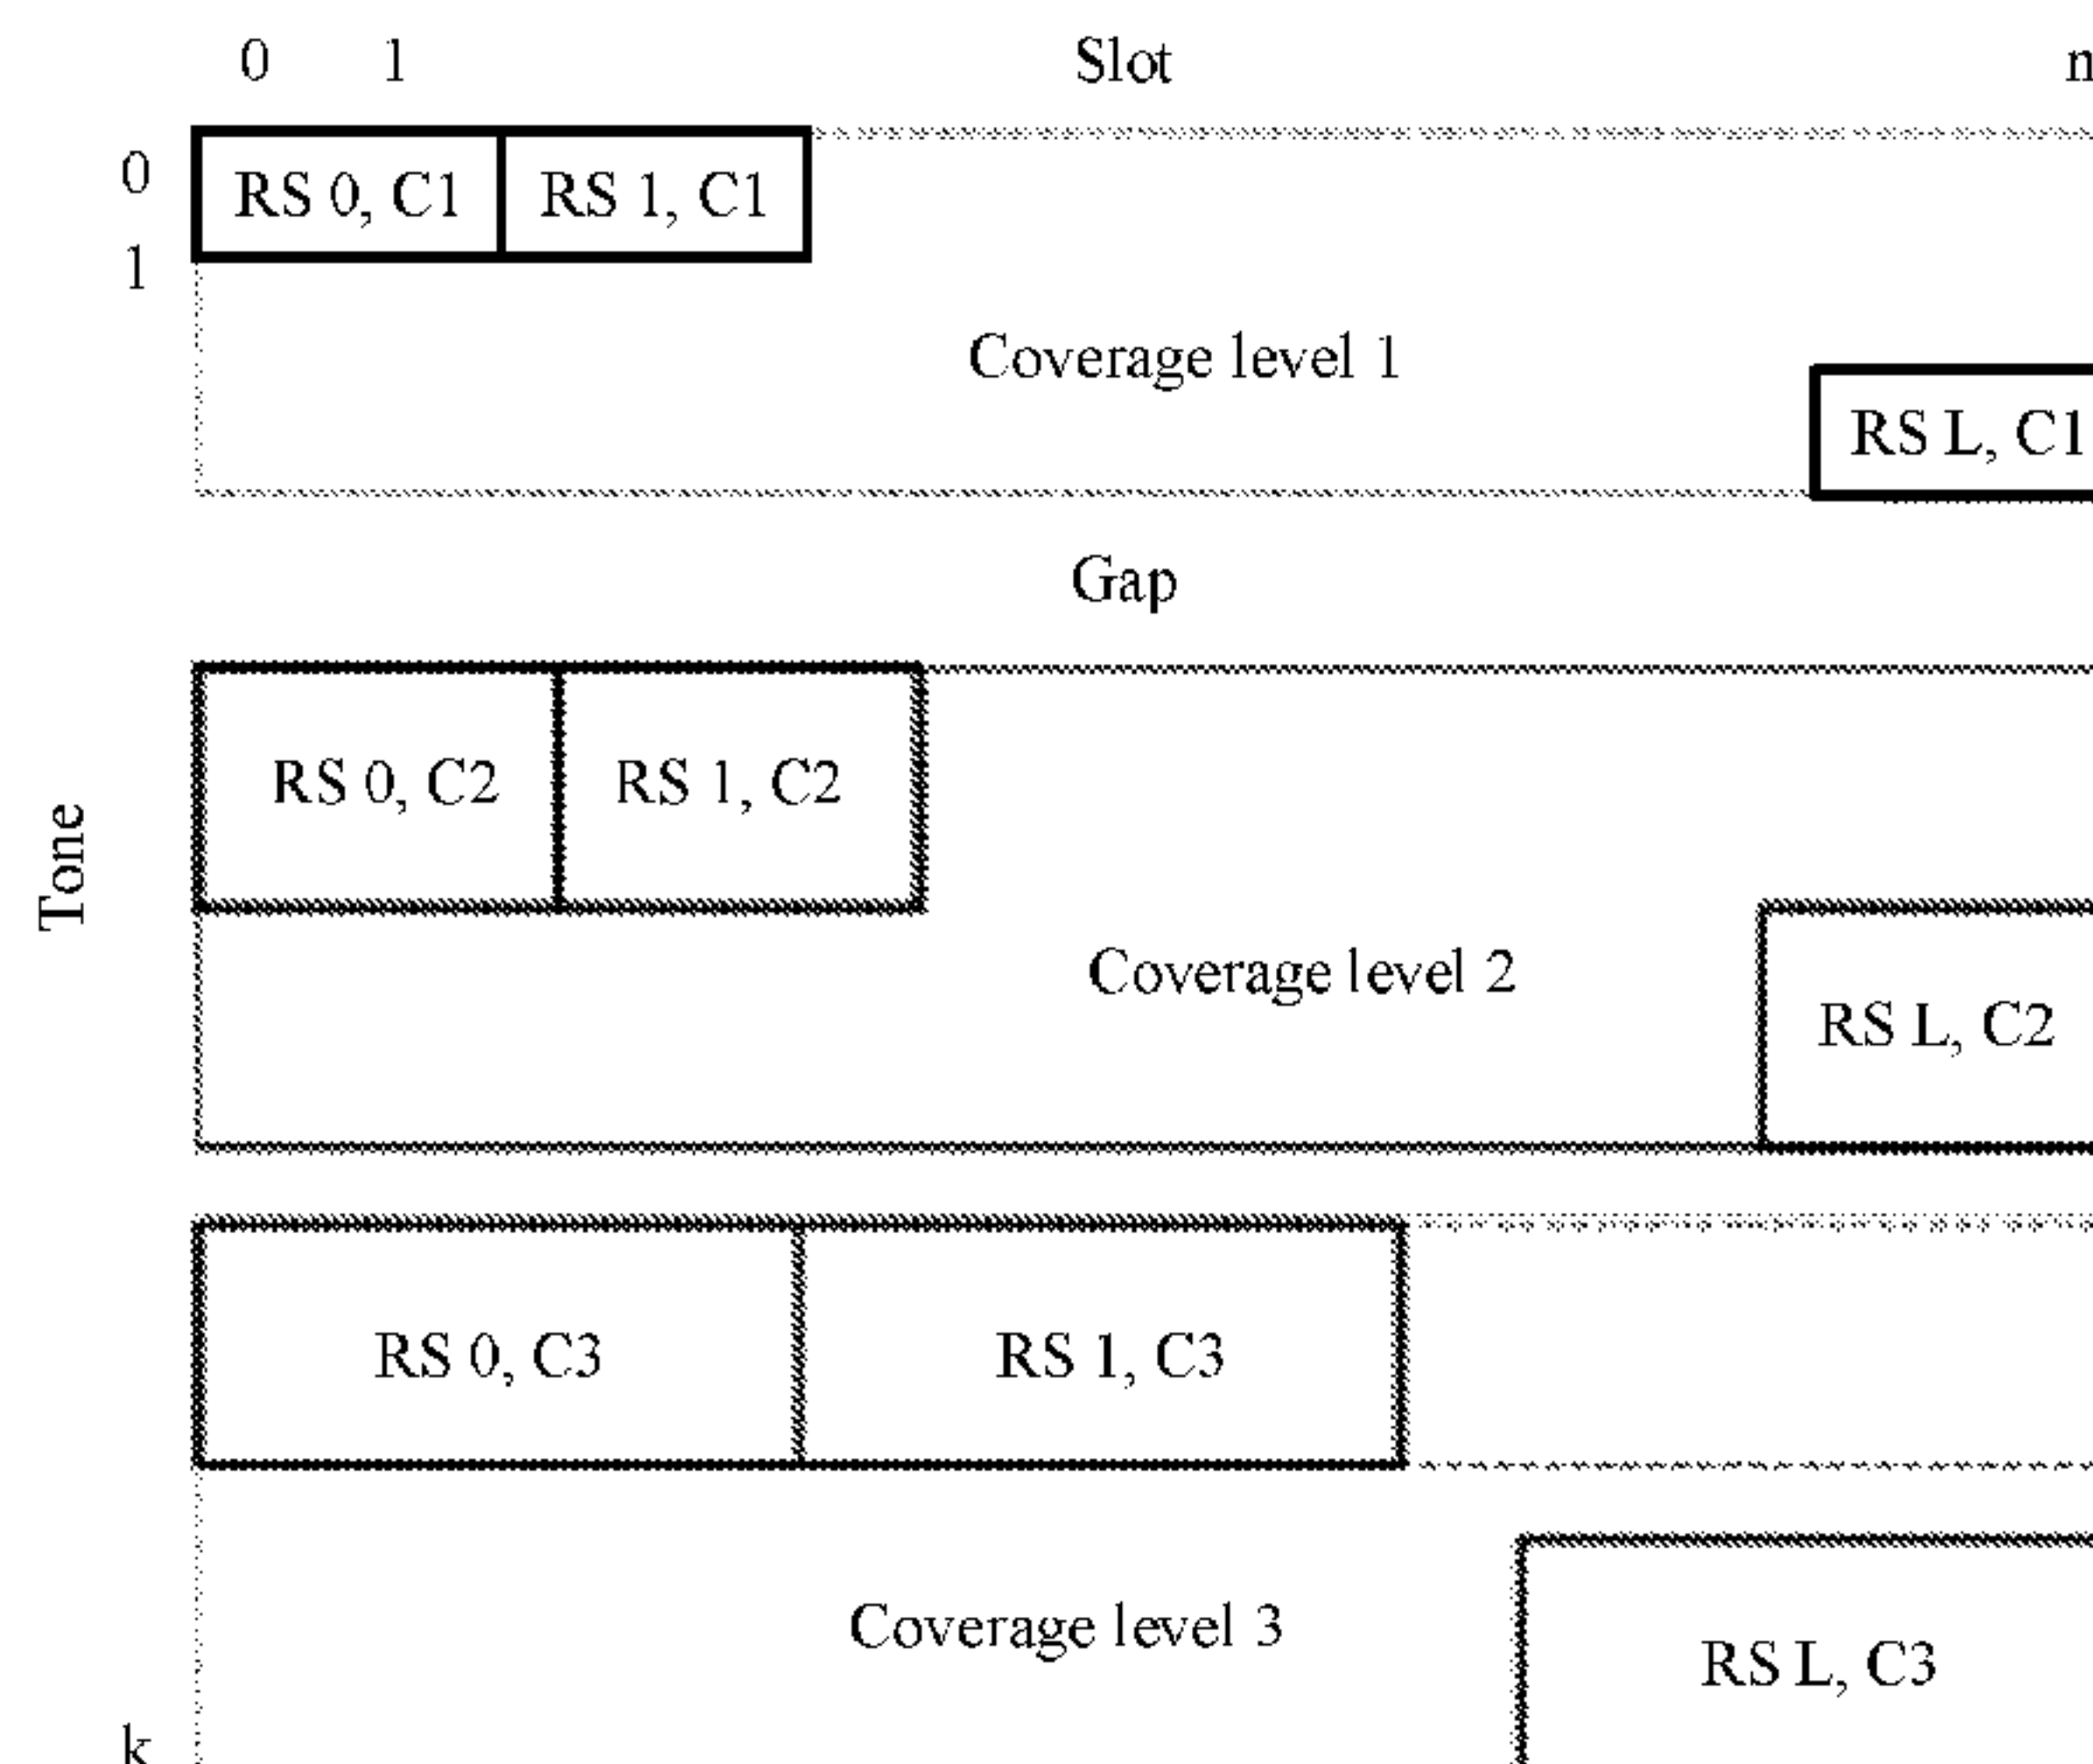 0 1 Slot n
0
RS 0, C1 RS 1, C1
1
Coverage level 1
RS L, C1
Gap
RS 0, C2 RS 1, C2
Tone
Coverage level 2
RS L, C2
RS 0, C3 RS 1, C3
Coverage level 3
RS L, C3
k